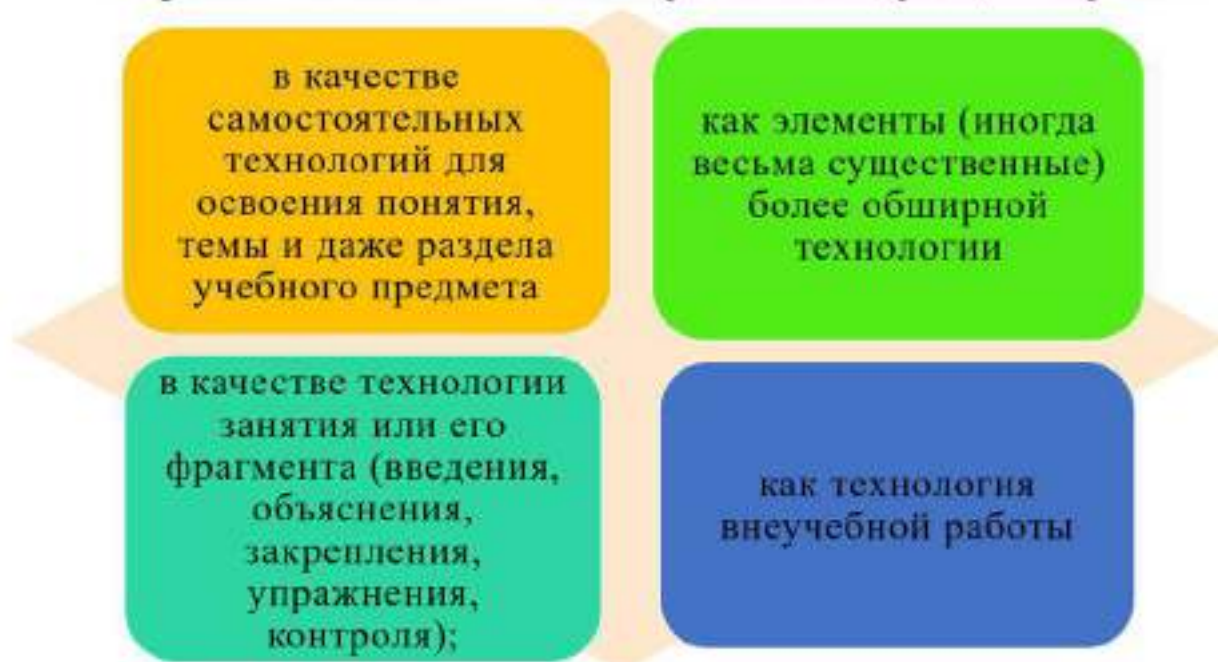 в качестве
самостоятельных
технологий для
освоения понятия,
темы и даже раздела
учебного предмета
как элементы (иногда
весьма существенные)
более обширной
технологии
в качестве технологии
занятия или его
фрагмента (введения,
объяснения,
закрепления,
упражнения,
контроля);
как технология
внеучебной работы